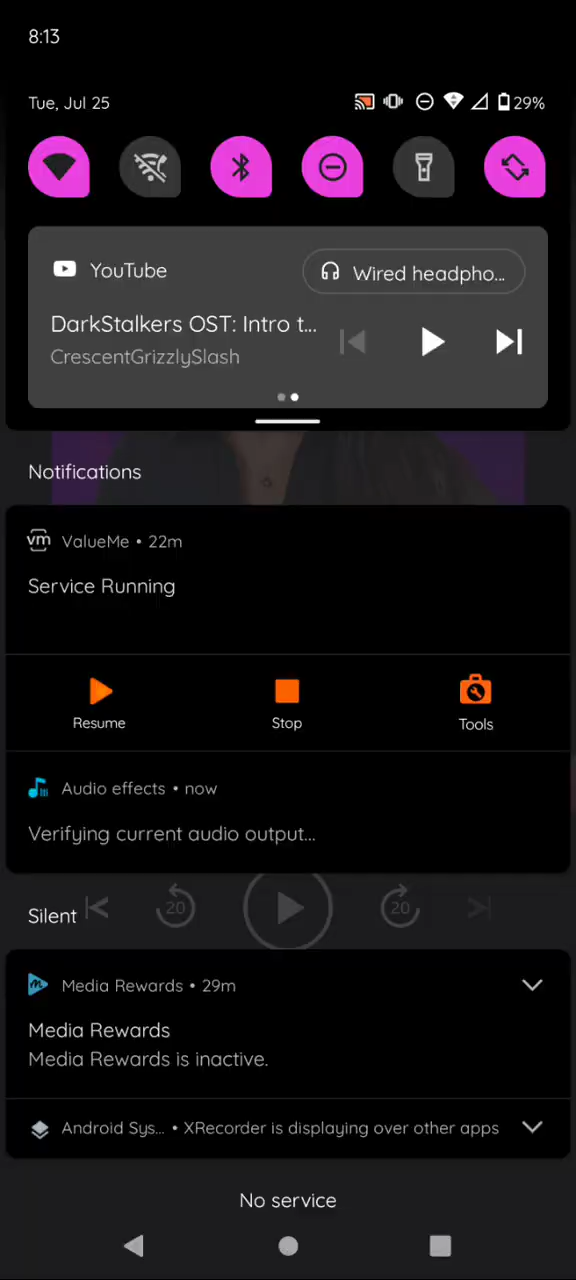 8:13
Tue, Jul 25
29%
YouTube
Wired headpho...
DarkStalkers OST: Intro t...
CrescentGrizzlySlash
Notifications
vm ValueMe • 22m
Service Running
Resume Stop Tools
Audio effects • now
Verifying current audio output...
20 20
Silent
Media Rewards • 29m
Media Rewards
Media Rewards is inactive.
Android Sys... • XRecorder is displaying over other apps
No service